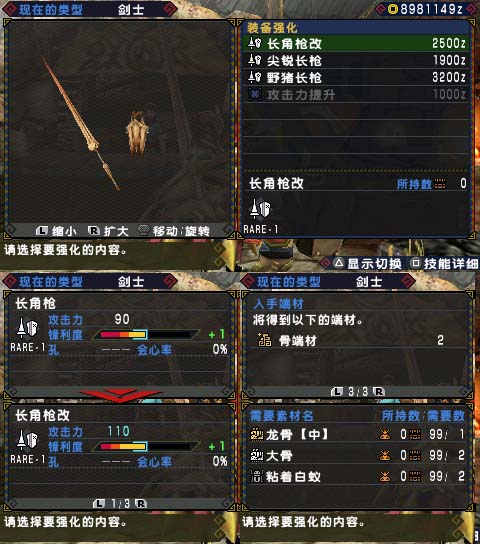 现在的类型 剑士
8981149z
装备强化
长角枪改 2500z
尖锐长枪 1900z
野猪长枪 3200z
攻击力提升 1000z
长角枪改 所持数 0
RARE-1
L 缩小 R 扩大 移动/旋转
请选择要强化的内容。
△显示切换 □技能详细
现在的类型 剑士
长角枪
攻击力 90
锋利度 +1
RARE-1 孔 ――― 会心率 0%
长角枪改
攻击力 110
锋利度 +1
RARE-1 孔 ――― 会心率 0%
L 1/3 R
请选择要强化的内容。
现在的类型 剑士
入手端材
将得到以下的端材。
骨端材 2
L 3/3 R
需要素材名 所持数/需要数
龙骨【中】 0 99/ 1
大骨 0 99/ 2
粘着白蚁 0 99/ 2
请选择要强化的内容。